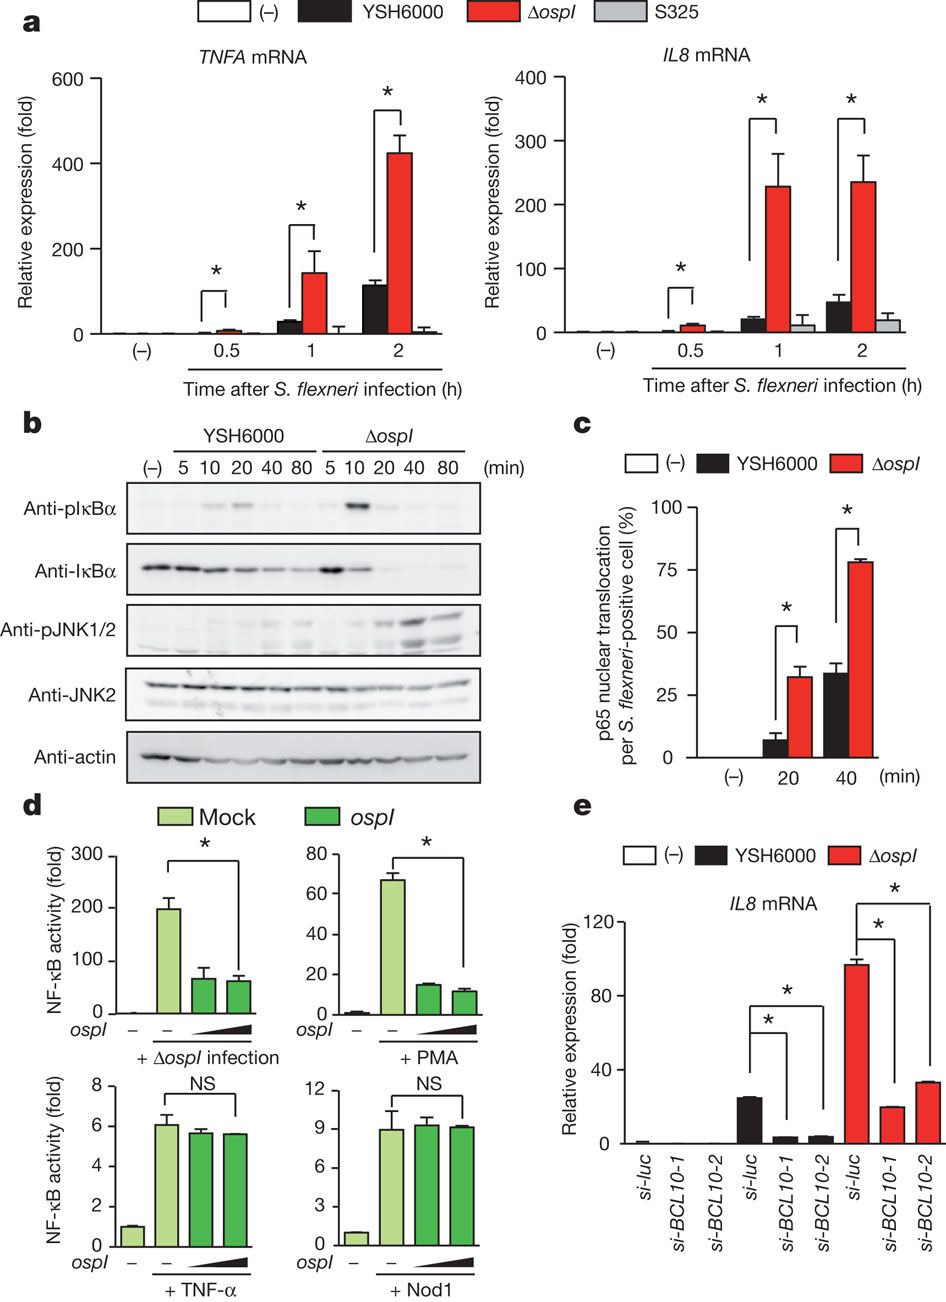 a
(–) YSH6000 ΔospI S325
TNFA mRNA
Relative expression (fold)
600
400
200
0
(–) 0.5 1 2
Time after S. flexneri infection (h)
* * *
IL8 mRNA
Relative expression (fold)
400
300
200
100
0
(–) 0.5 1 2
Time after S. flexneri infection (h)
* * *
b
YSH6000 ΔospI
(–) 5 10 20 40 80 5 10 20 40 80 (min)
Anti-pIκBα
Anti-IκBα
Anti-pJNK1/2
Anti-JNK2
Anti-actin
c
(–) YSH6000 ΔospI
p65 nuclear translocation
per S. flexneri-positive cell (%)
100
75
50
25
0
* *
(–) 20 40 (min)
d
Mock ospI
NF-κB activity (fold)
300
200
100
0
*
ospI – –
+ ΔospI infection
80
60
40
20
0
*
ospI – –
+ PMA
NF-κB activity (fold)
8
6
4
2
0
NS
ospI – –
+ TNF-α
12
9
6
3
0
NS
ospI – –
+ Nod1
e
(–) YSH6000 ΔospI
IL8 mRNA
Relative expression (fold)
120
80
40
0
* *
* *
si-luc
si-BCL10-1
si-BCL10-2
si-luc
si-BCL10-1
si-BCL10-2
si-luc
si-BCL10-1
si-BCL10-2